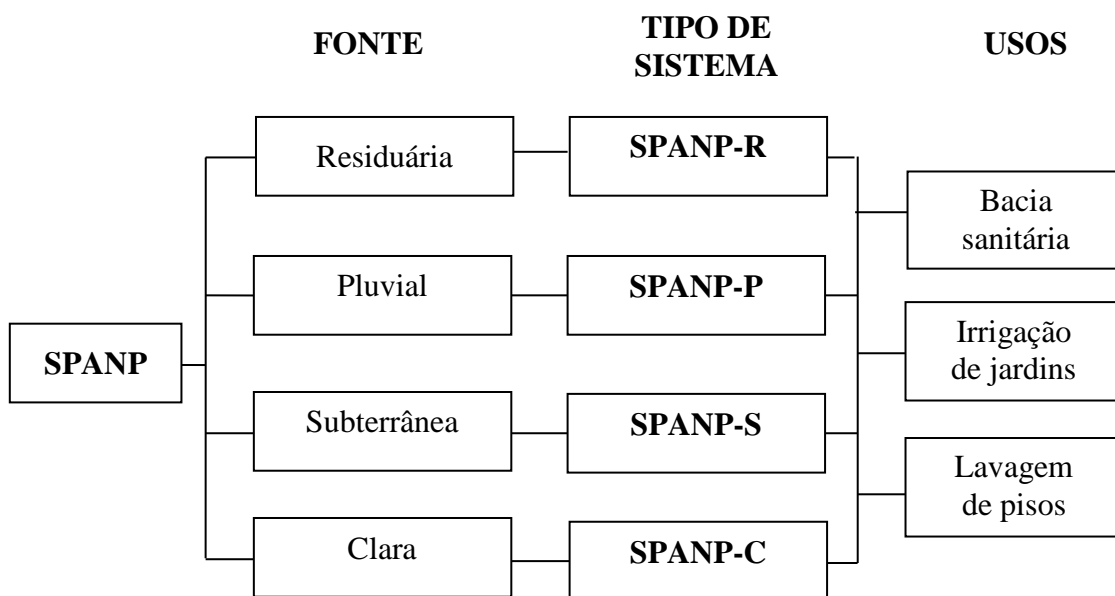 FONTE
TIPO DE
SISTEMA
USOS
Residuária
SPANP-R
Bacia
sanitária
Pluvial
SPANP-P
SPANP
Irrigação
de jardins
Subterrânea
SPANP-S
Lavagem
de pisos
Clara
SPANP-C